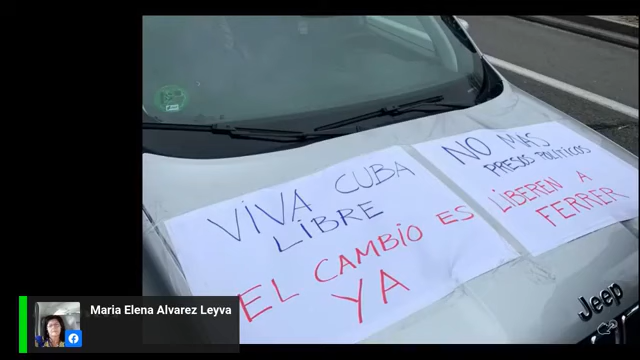 VIVA CUBA
LIBRE
EL CAMBIO ES
YA
NO MAS
PRESOS POLITICOS
LIBEREN A
FERRER
Jeep
Maria Elena Alvarez Leyva